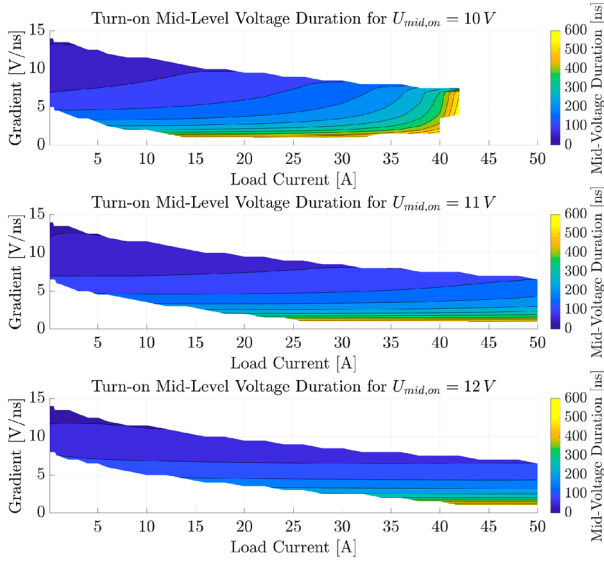 Turn-on Mid-Level Voltage Duration for U_mid,on = 10 V
Gradient [V/ns]
15
10
5
0
5 10 15 20 25 30 35 40 45 50
Load Current [A]
600
500
400
300
200
100
0
Mid-Voltage Duration [ns]
Turn-on Mid-Level Voltage Duration for U_mid,on = 11 V
Gradient [V/ns]
15
10
5
0
5 10 15 20 25 30 35 40 45 50
Load Current [A]
600
500
400
300
200
100
0
Mid-Voltage Duration [ns]
Turn-on Mid-Level Voltage Duration for U_mid,on = 12 V
Gradient [V/ns]
15
10
5
0
5 10 15 20 25 30 35 40 45 50
Load Current [A]
600
500
400
300
200
100
0
Mid-Voltage Duration [ns]